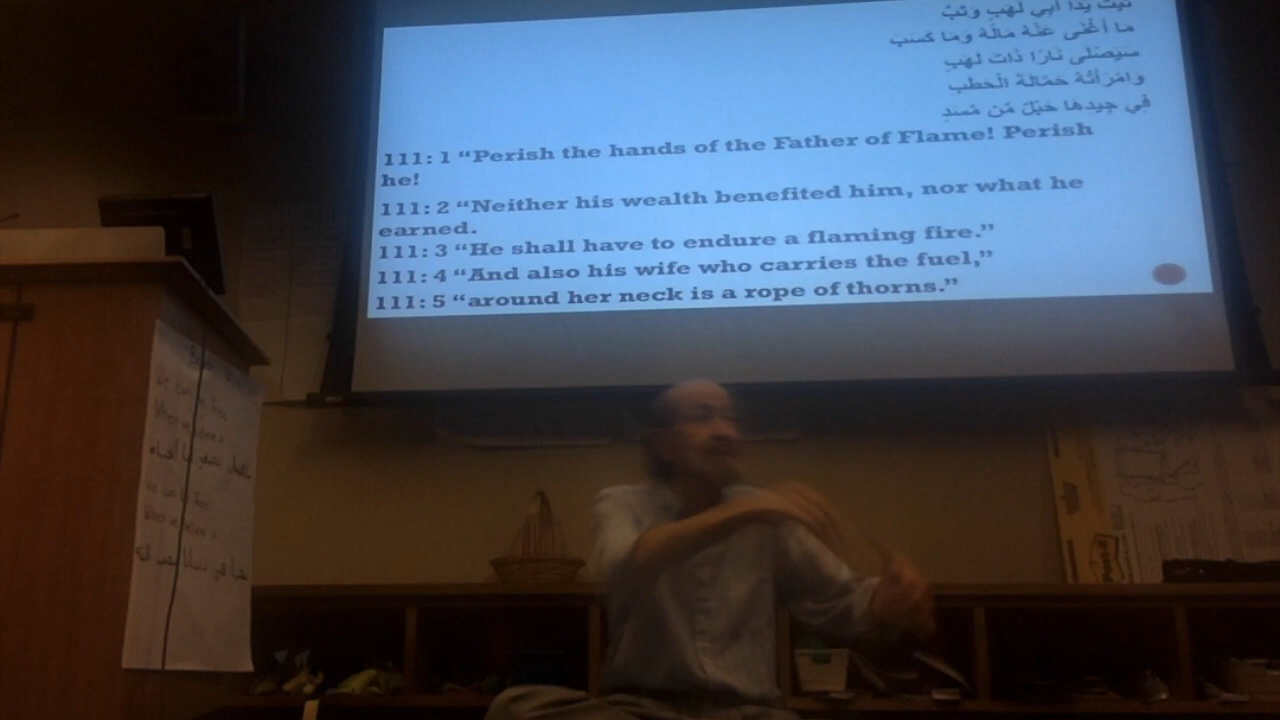 تبت يدا أبي لهب وتب
ما أغنى عنه ماله وما كسب
سيصلى نارا ذات لهب
وامرأته حمالة الحطب
في جيدها حبل من مسد
111: 1 “Perish the hands of the Father of Flame! Perish
he!
111: 2 “Neither his wealth benefited him, nor what he
earned.
111: 3 “He shall have to endure a flaming fire.”
111: 4 “And also his wife who carries the fuel,”
111: 5 “around her neck is a rope of thorns.”